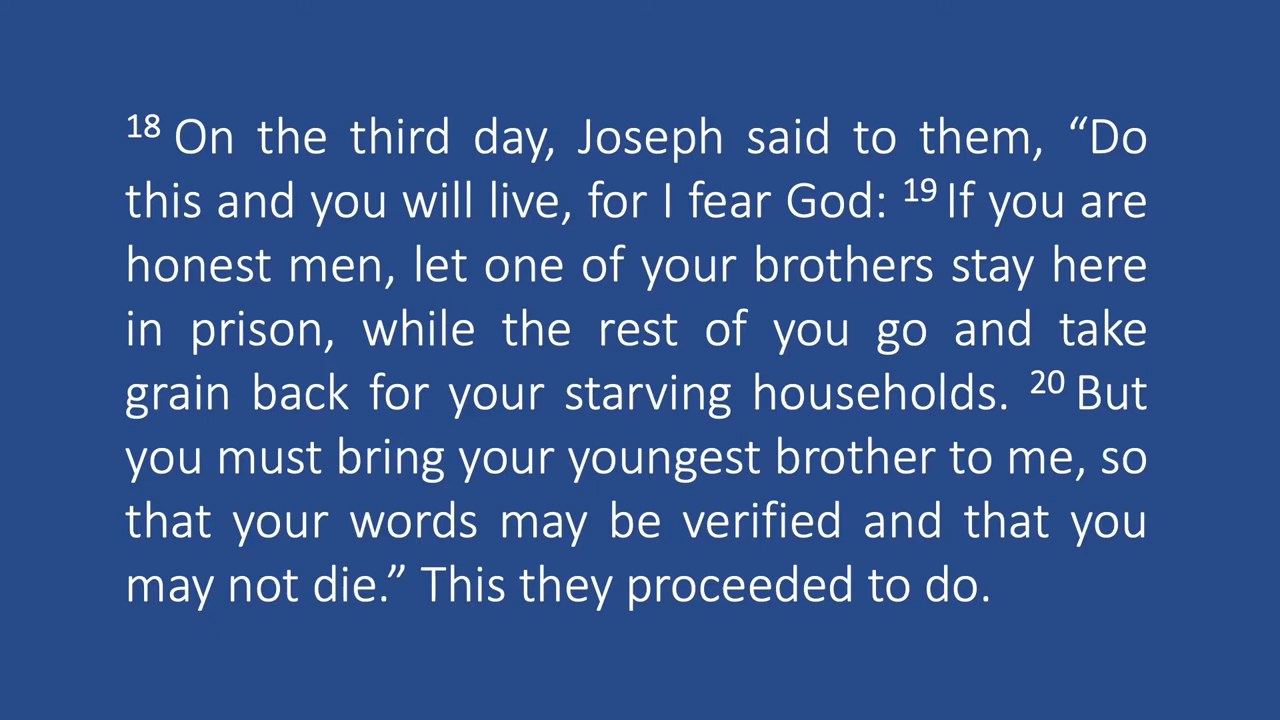 18 On the third day, Joseph said to them, “Do
this and you will live, for I fear God: 19 If you are
honest men, let one of your brothers stay here
in prison, while the rest of you go and take
grain back for your starving households. 20 But
you must bring your youngest brother to me, so
that your words may be verified and that you
may not die.” This they proceeded to do.